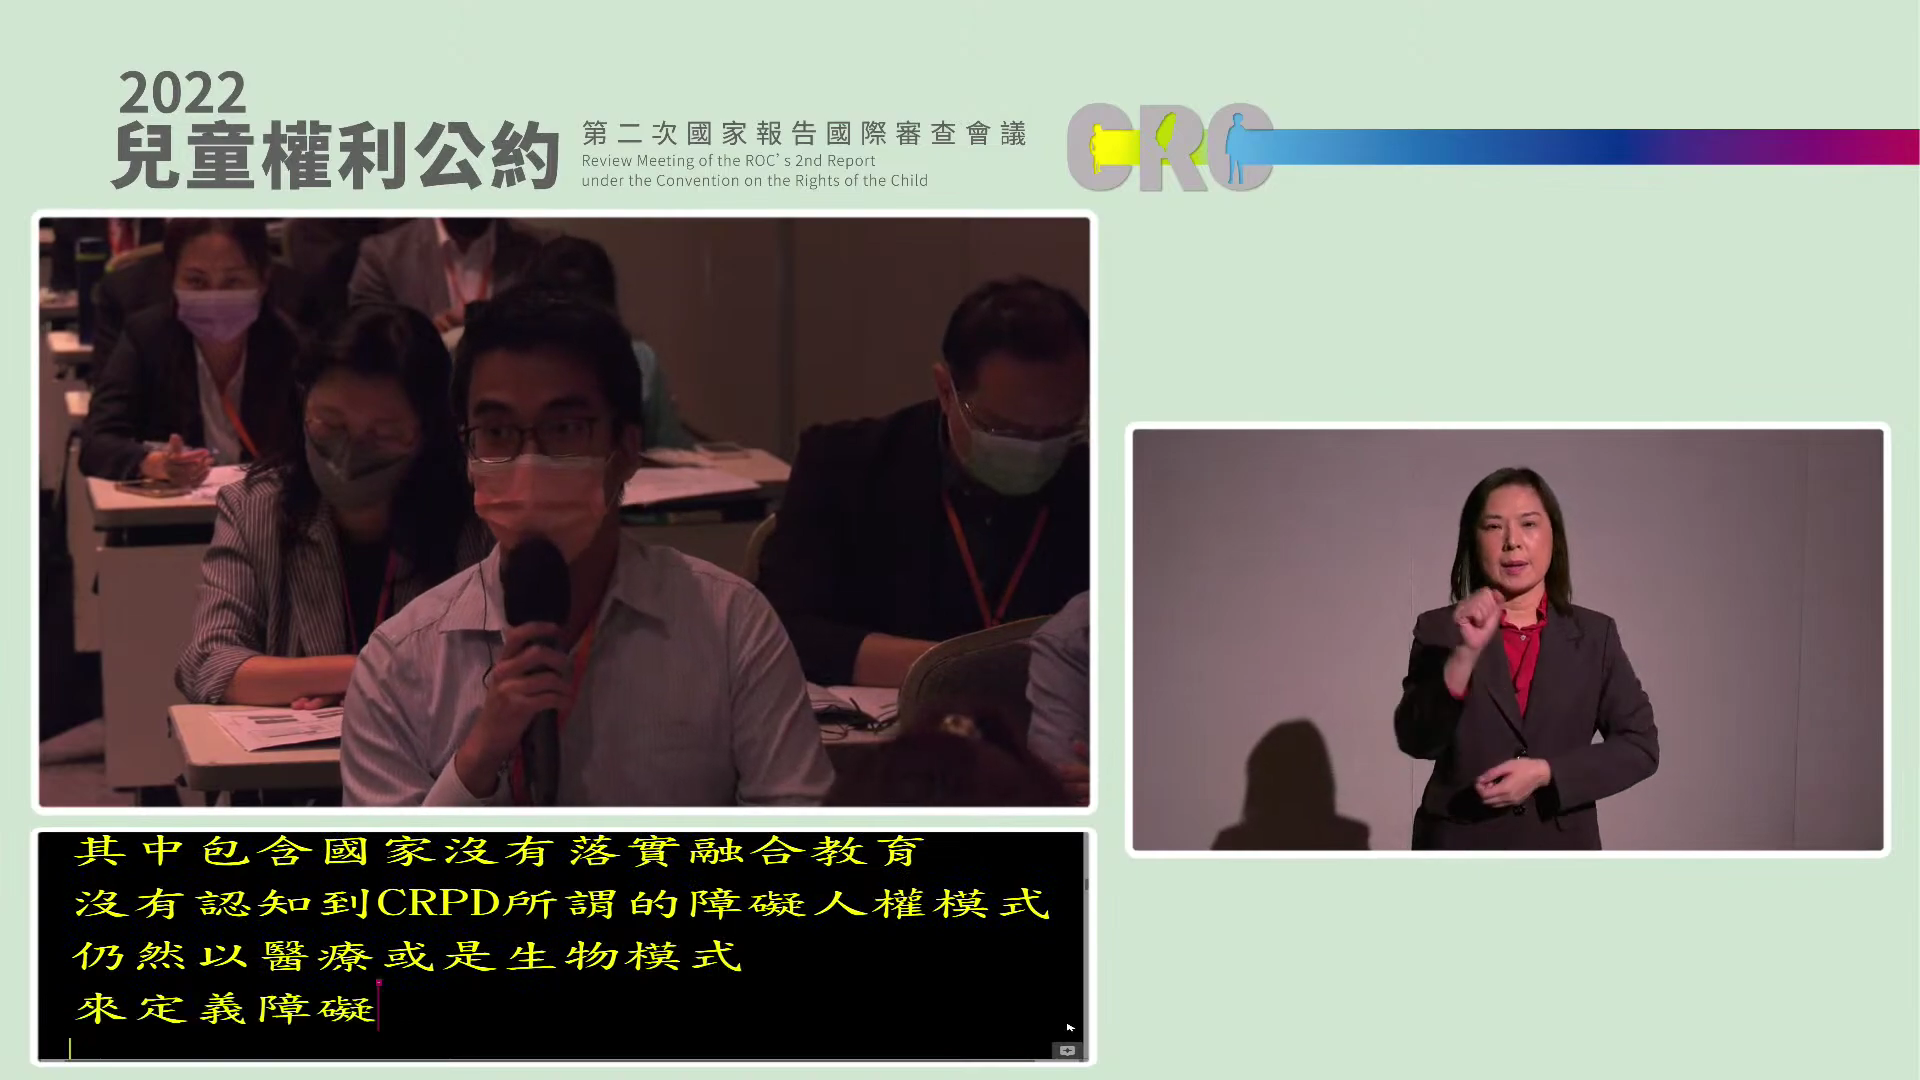 2022
兒童權利公約
第二次國家報告國際審查會議
Review Meeting of the ROC's 2nd Report
under the Convention on the Rights of the Child
CRC
其中包含國家沒有落實融合教育
沒有認知到CRPD所謂的障礙人權模式
仍然以醫療或是生物模式
來定義障礙